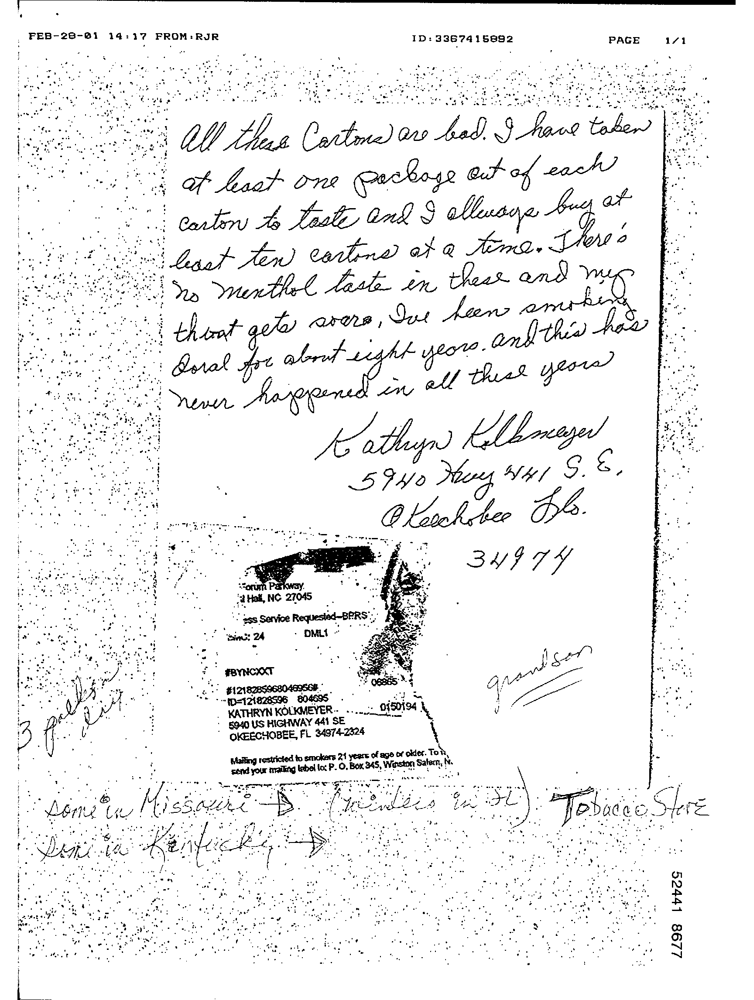 FEB-28-01 14:17 FROM:RJR ID:3367415892 PAGE 1/1
All these Cartons are bad. I have taken
at least one package out of each
carton to taste and I allways buy at
least ten cartons at a time. There's
no menthol taste in these and my
throat gets soare, Ive been smoking
Doral for about eight years. and this has
never happened in all these years
Kathryn Kolkmeyer
5940 Hwy 441 S.E.
Okeechobee Fla.
34974
orum Parkway
l Hall, NC 27045
ess Service Requested–BPRS
24 DML1
#BYNCXXT
06865
#1218285968046956#
ID=121828596 804695
0150194
KATHRYN KOLKMEYER
5940 US HIGHWAY 441 SE
OKEECHOBEE, FL 34974-2324
Mailing restricted to smokers 21 years of age or older. To
send your mailing label to: P. O. Box 345, Winston Salem, N.
grandson
3
day
some in Missouri (winters in FL) Tobacco Store
some in Kentucky
52441 8677